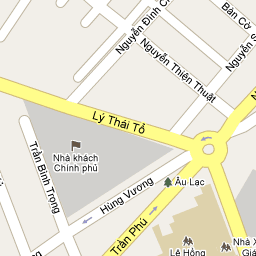 Nguyễn Đình C
Bàn Cờ
Nguyễn Thiện Thuật
Lý Thái Tổ
Nhà khách
Chính phủ
Trần Bình Trọng
Hùng Vương
Âu Lạc
Trần Phú
Lê Hồng
Nhà X
Giá